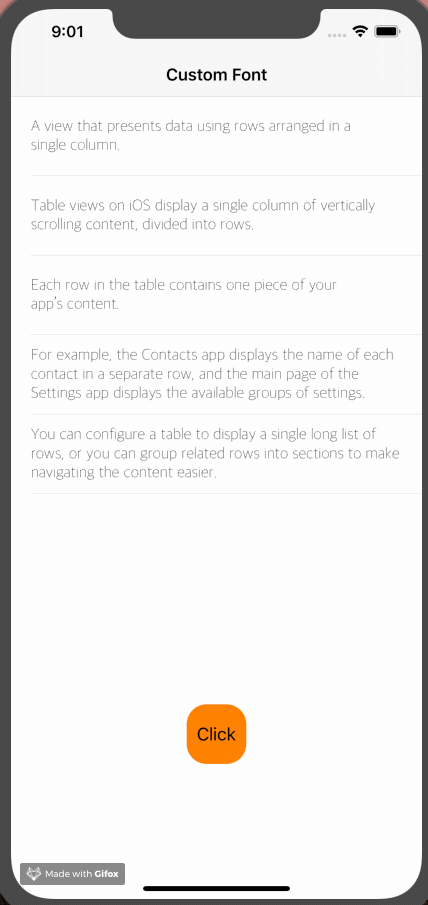 9:01
Custom Font
A view that presents data using rows arranged in a
single column.
Table views on iOS display a single column of vertically
scrolling content, divided into rows.
Each row in the table contains one piece of your
app's content.
For example, the Contacts app displays the name of each
contact in a separate row, and the main page of the
Settings app displays the available groups of settings.
You can configure a table to display a single long list of
rows, or you can group related rows into sections to make
navigating the content easier.
Click
Made with Gifox